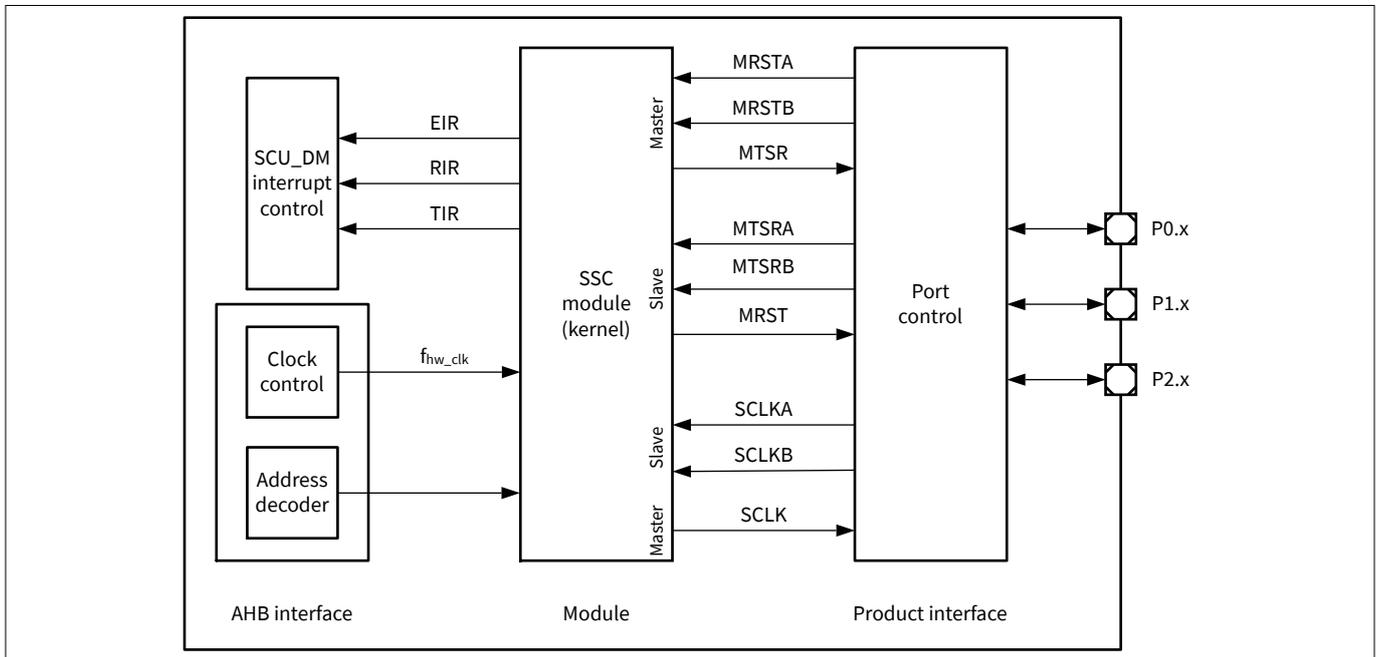 SCU_DM
interrupt
control
EIR
RIR
TIR
Clock
control
f hw_clk
Address
decoder
AHB interface
SSC
module
(kernel)
Module
Master
Slave
Slave
Master
MRSTA
MRSTB
MTSR
MTSRA
MTSRB
MRST
SCLKA
SCLKB
SCLK
Port
control
Product interface
P0.x
P1.x
P2.x